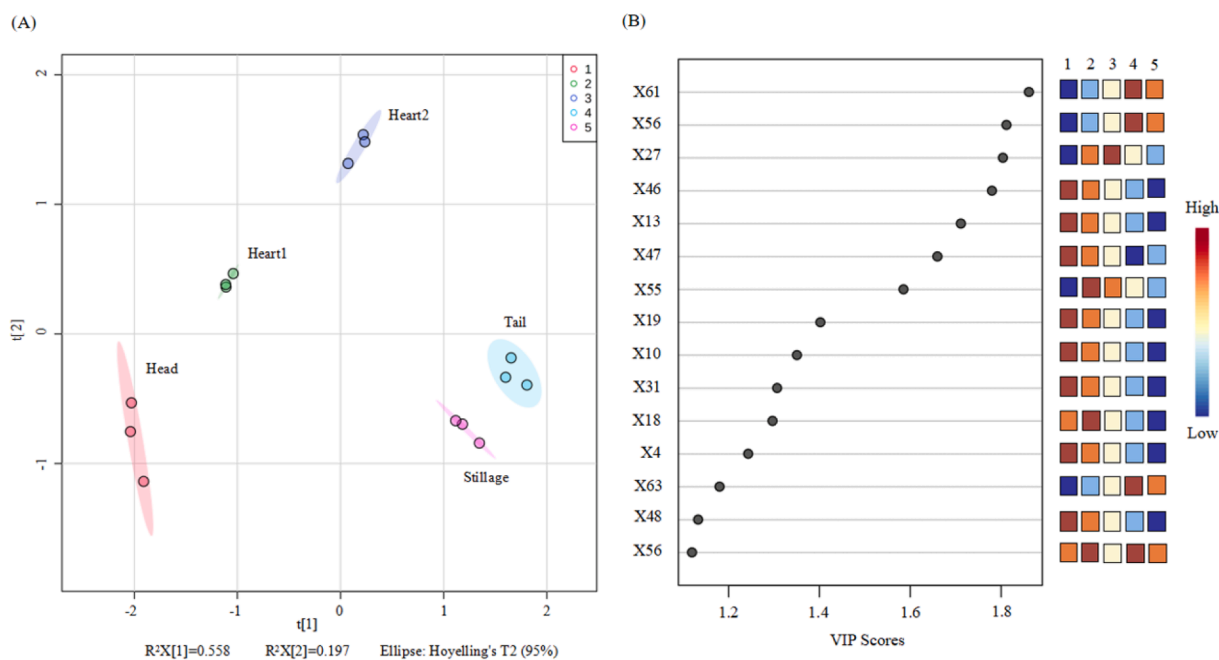 (A)
2
1
0
-1
t[2]
-2
-1
0
1
2
t[1]
1
2
3
4
5
Heart2
Heart1
Head
Tail
Stillage
R²X[1]=0.558 R²X[2]=0.197 Ellipse: Hoyelling's T2 (95%)
(B)
1 2 3 4 5
X61
X56
X27
X46
X13
X47
X55
X19
X10
X31
X18
X4
X63
X48
X56
1.2 1.4 1.6 1.8
VIP Scores
High
Low